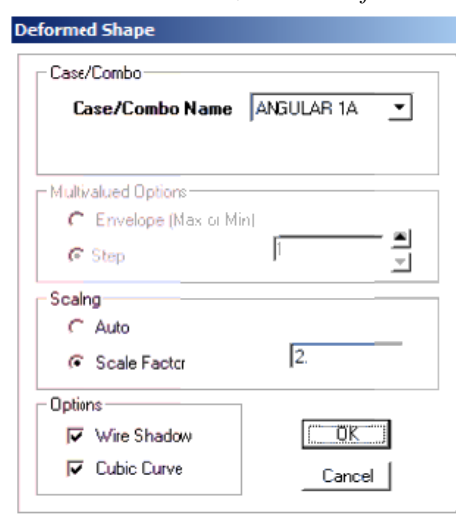 Deformed Shape
Case/Combo
Case/Combo Name ANGULAR 1A
Multivalued Options
Envelope (Max or Min)
Step 1
Scaling
Auto
Scale Factor 2.
Options
Wire Shadow OK
Cubic Curve Cancel